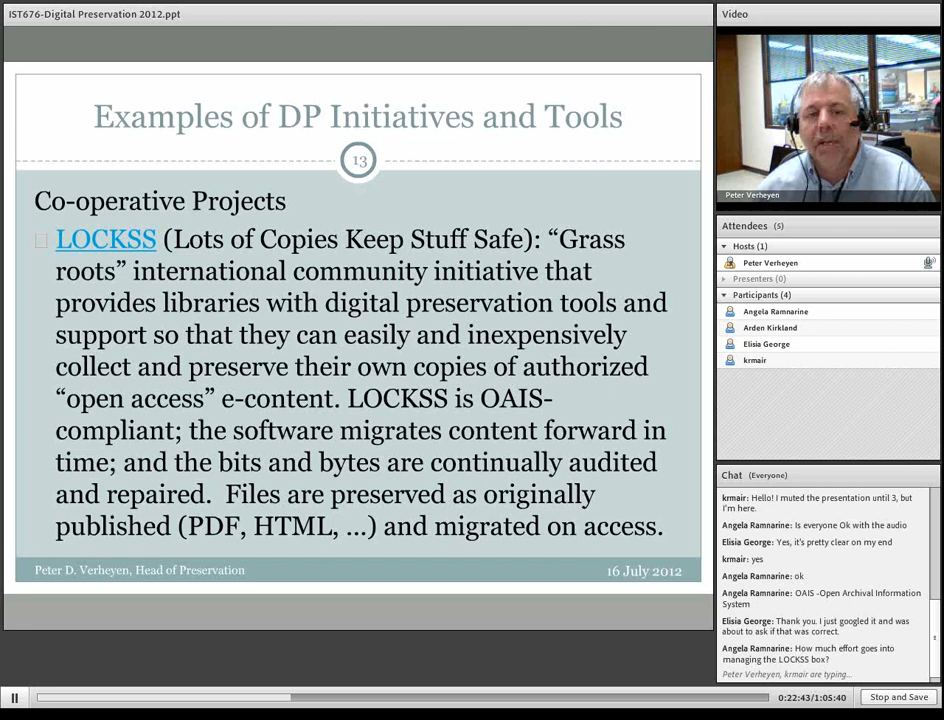 IST676-Digital Preservation 2012.ppt
Examples of DP Initiatives and Tools
13
Co-operative Projects
LOCKSS (Lots of Copies Keep Stuff Safe): “Grass
roots” international community initiative that
provides libraries with digital preservation tools and
support so that they can easily and inexpensively
collect and preserve their own copies of authorized
“open access” e-content. LOCKSS is OAIS-
compliant; the software migrates content forward in
time; and the bits and bytes are continually audited
and repaired.  Files are preserved as originally
published (PDF, HTML, ...) and migrated on access.
Peter D. Verheyen, Head of Preservation
16 July 2012
Video
Peter Verheyen
Attendees (5)
Hosts (1)
Peter Verheyen
Presenters (0)
Participants (4)
Angela Ramnarine
Arden Kirkland
Elisia George
krmair
Chat (Everyone)
krmair: Hello! I muted the presentation until 3, but
I'm here.
Angela Ramnarine: Is everyone Ok with the audio
Elisia George: Yes, it's pretty clear on my end
krmair: yes
Angela Ramnarine: ok
Angela Ramnarine: OAIS -Open Archival Information
System
Elisia George: Thank you. I just googled it and was
about to ask if that was correct.
Angela Ramnarine: How much effort goes into
managing the LOCKSS box?
Peter Verheyen, krmair are typing...
0:22:43/1:05:40
Stop and Save